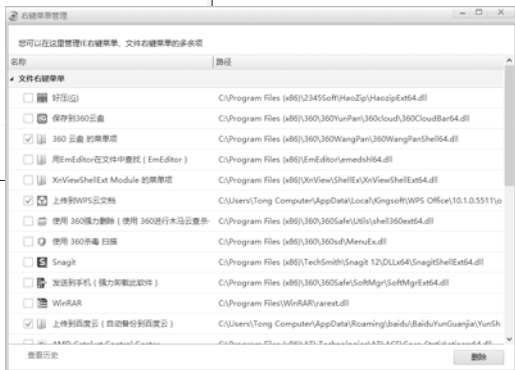 右键菜单管理
您可以在这里管理IE右键菜单、文件右键菜单的多余项
名称 路径
文件右键菜单
好压(G) C:\Program Files (x86)\2345Soft\HaoZip\HaozipExt64.dll
保存到360云盘 C:\Program Files (x86)\360\360YunPan\360cloud\360CloudBar64.dll
360 云盘 的菜单项 C:\Program Files (x86)\360\360WangPan\360WangPanShell64.dll
用EmEditor在文件中查找 ( EmEditor ) C:\Program Files (x86)\EmEditor\emedshl64.dll
XnViewShellExt Module 的菜单项 C:\Program Files (x86)\XnView\ShellEx\XnViewShellExt64.dll
上传到WPS云文档 C:\Users\Tong Computer\AppData\Local\Kingsoft\WPS Office\10.1.0.5511\o
使用 360强力删除 ( 使用 360进行木马云查杀 C:\Program Files (x86)\360\360Safe\Utils\shell360ext64.dll
使用 360杀毒 扫描 C:\Program Files (x86)\360\360sd\MenuEx.dll
Snagit C:\Program Files (x86)\TechSmith\Snagit 12\DLLx64\SnagitShellExt64.dll
发送到手机 ( 强力卸载此软件 ) C:\Program Files (x86)\360\360Safe\SoftMgr\SoftMgrExt64.dll
WinRAR C:\Program Files\WinRAR\rarext.dll
上传到百度云 ( 自动备份到百度云 ) C:\Users\Tong Computer\AppData\Roaming\baidu\BaiduYunGuanjia\YunSh
AMD Catalyst Control Center
查看历史 删除